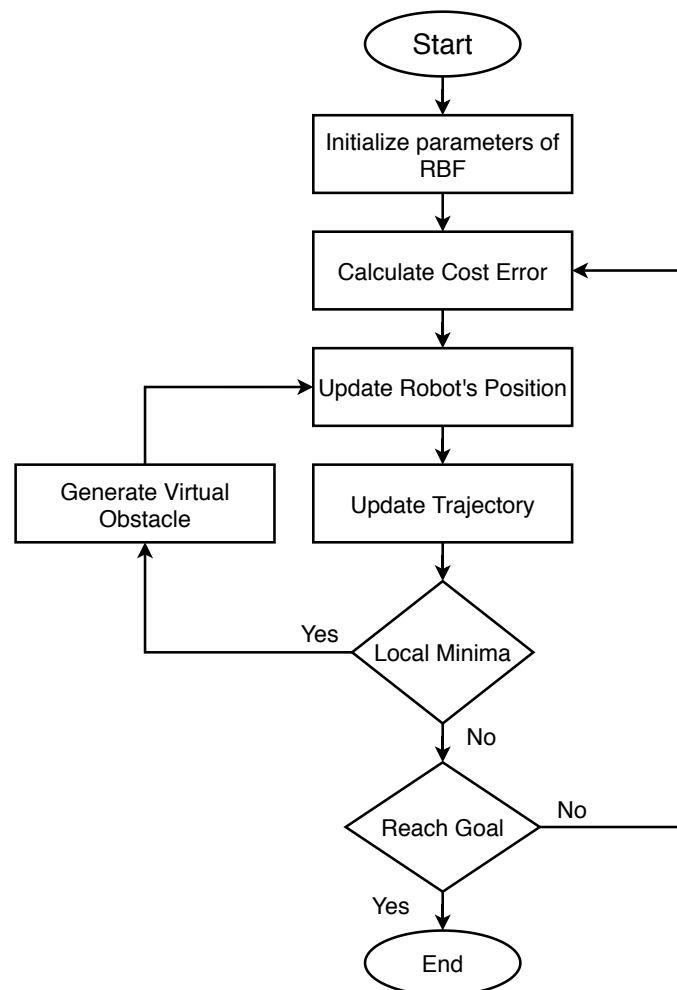 Start
Initialize parameters of
RBF
Calculate Cost Error
Update Robot's Position
Generate Virtual
Obstacle
Update Trajectory
Yes
Local Minima
No
Reach Goal
No
Yes
End